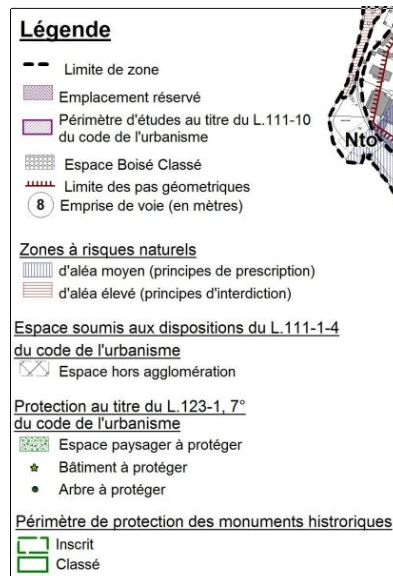 Légende
Limite de zone
Emplacement réservé
Périmètre d'études au titre du L.111-10
du code de l'urbanisme
Espace Boisé Classé
Limite des pas géometriques
8 Emprise de voie (en mètres)
Nto
Zones à risques naturels
d'aléa moyen (principes de prescription)
d'aléa élevé (principes d'interdiction)
Espace soumis aux dispositions du L.111-1-4
du code de l'urbanisme
Espace hors agglomération
Protection au titre du L.123-1, 7°
du code de l'urbanisme
Espace paysager à protéger
Bâtiment à protéger
Arbre à protéger
Périmètre de protection des monuments histroriques
Inscrit
Classé